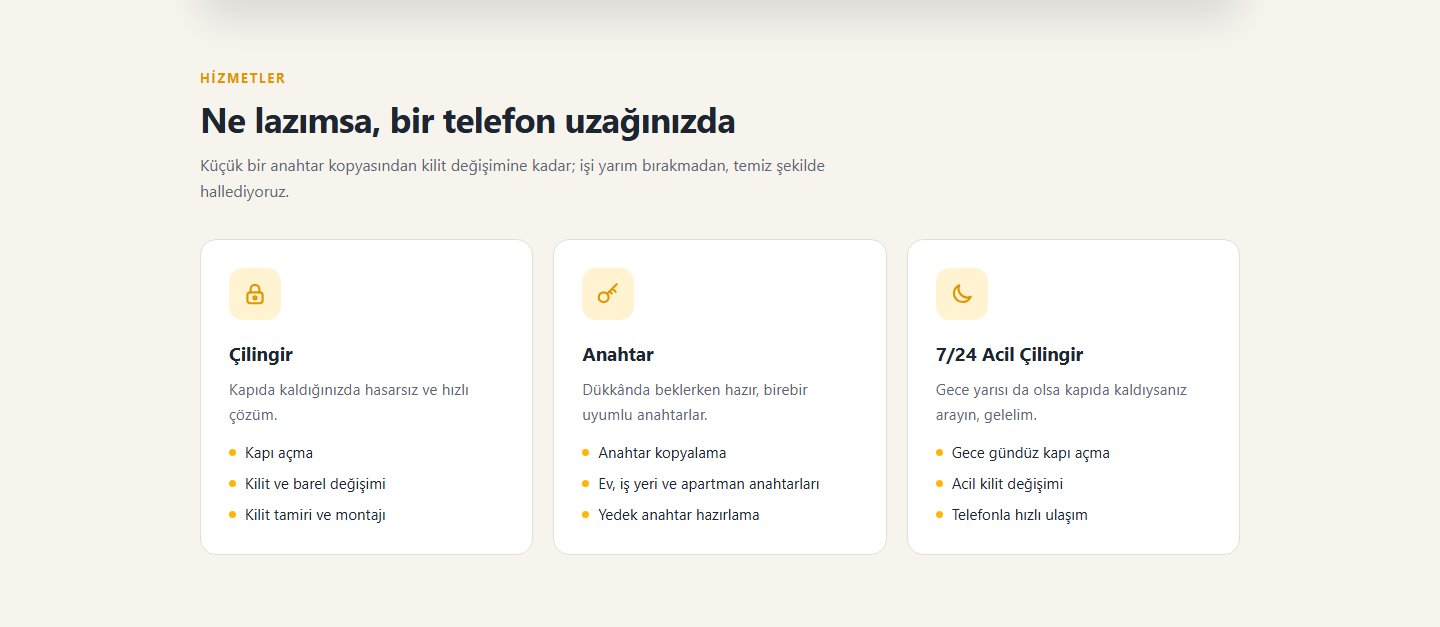 HİZMETLER
Ne lazımsa, bir telefon uzağınızda
Küçük bir anahtar kopyasından kilit değişimine kadar; işi yarım bırakmadan, temiz şekilde
hallediyoruz.
Çilingir
Kapıda kaldığınızda hasarsız ve hızlı
çözüm.
Kapı açma
Kilit ve barel değişimi
Kilit tamiri ve montajı
Anahtar
Dükkânda beklerken hazır, birebir
uyumlu anahtarlar.
Anahtar kopyalama
Ev, iş yeri ve apartman anahtarları
Yedek anahtar hazırlama
7/24 Acil Çilingir
Gece yarısı da olsa kapıda kaldıysanız
arayın, gelelim.
Gece gündüz kapı açma
Acil kilit değişimi
Telefonla hızlı ulaşım